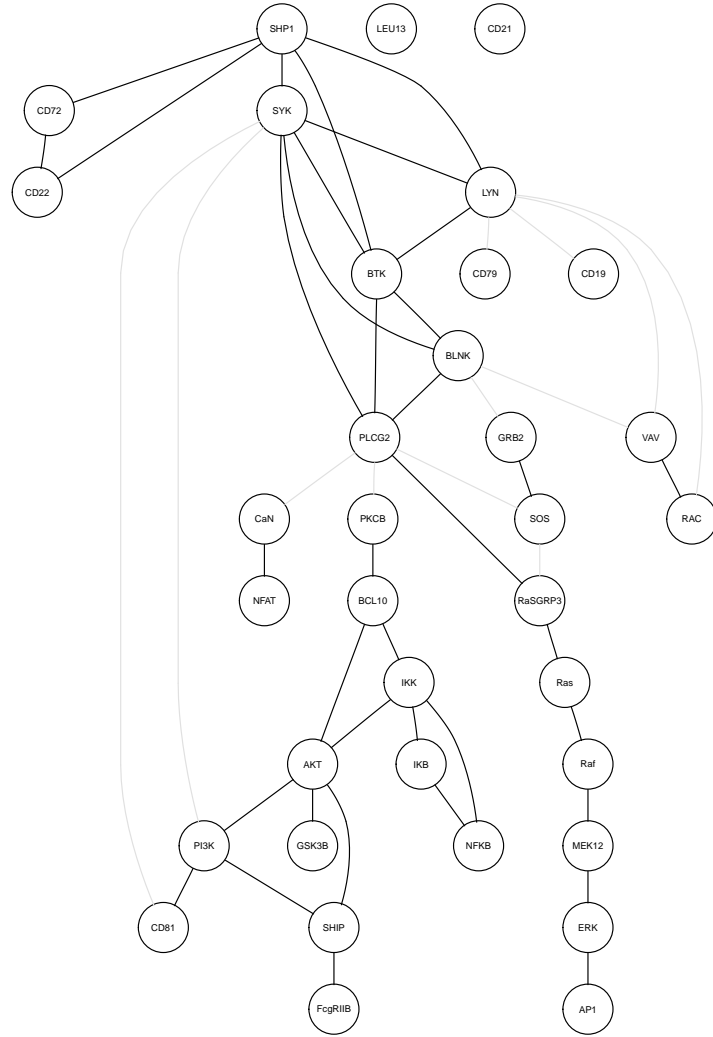 SHP1
LEU13
CD21
CD72
SYK
CD22
LYN
BTK
CD79
CD19
BLNK
PLCG2
GRB2
VAV
CaN
PKCB
SOS
RAC
NFAT
BCL10
RaSGRP3
IKK
Ras
AKT
IKB
Raf
PI3K
GSK3B
NFKB
MEK12
CD81
SHIP
ERK
FcgRIIB
AP1